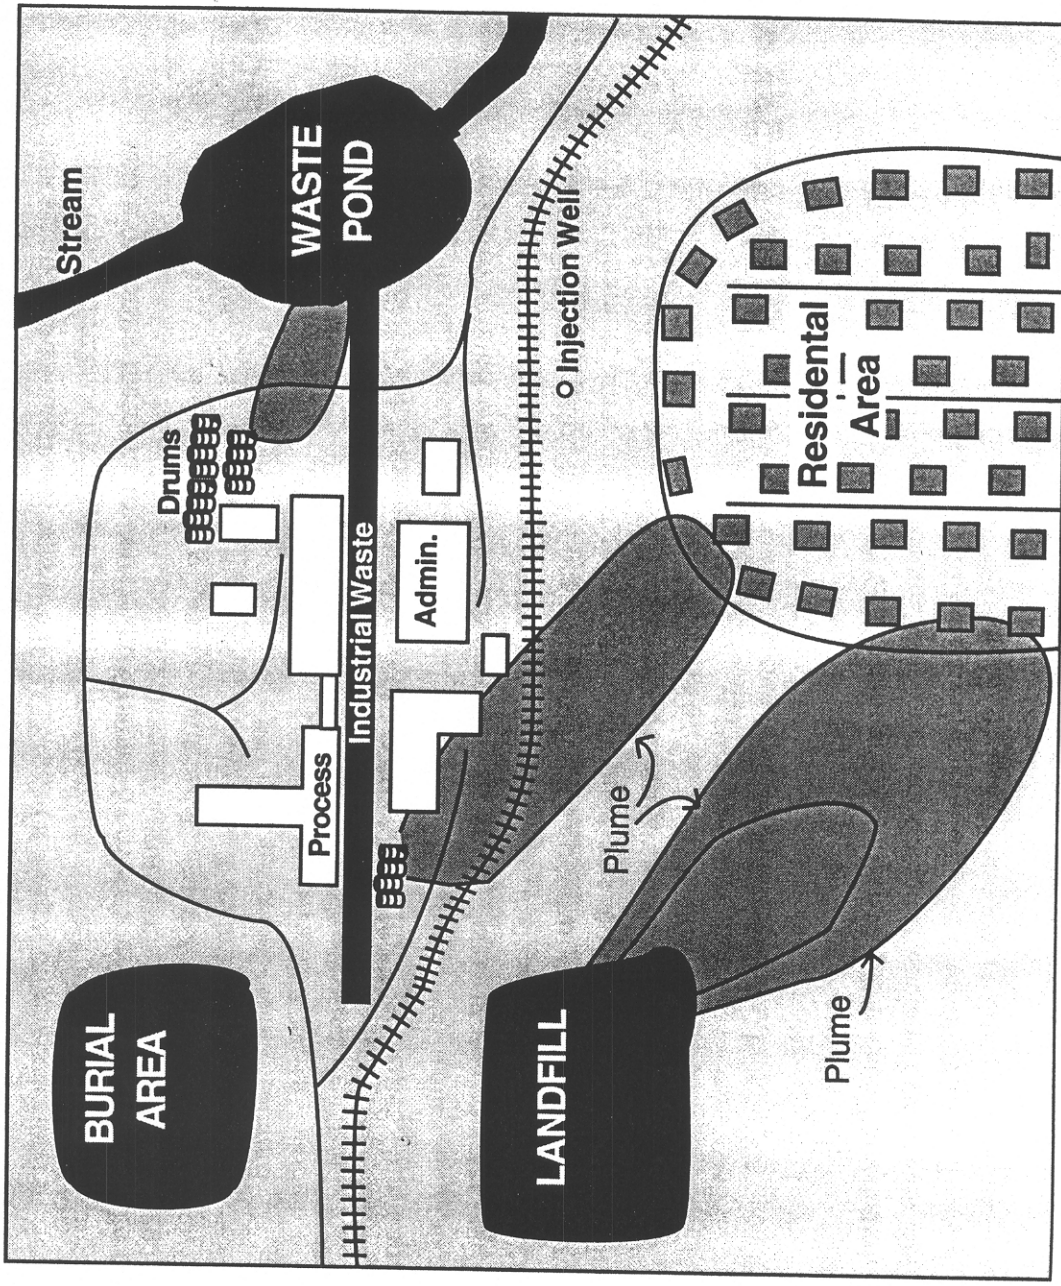 BURIAL
AREA
Stream
Drums
WASTE
POND
Process
Industrial Waste
Admin.
Injection Well
LANDFILL
Plume
Plume
Residental
Area